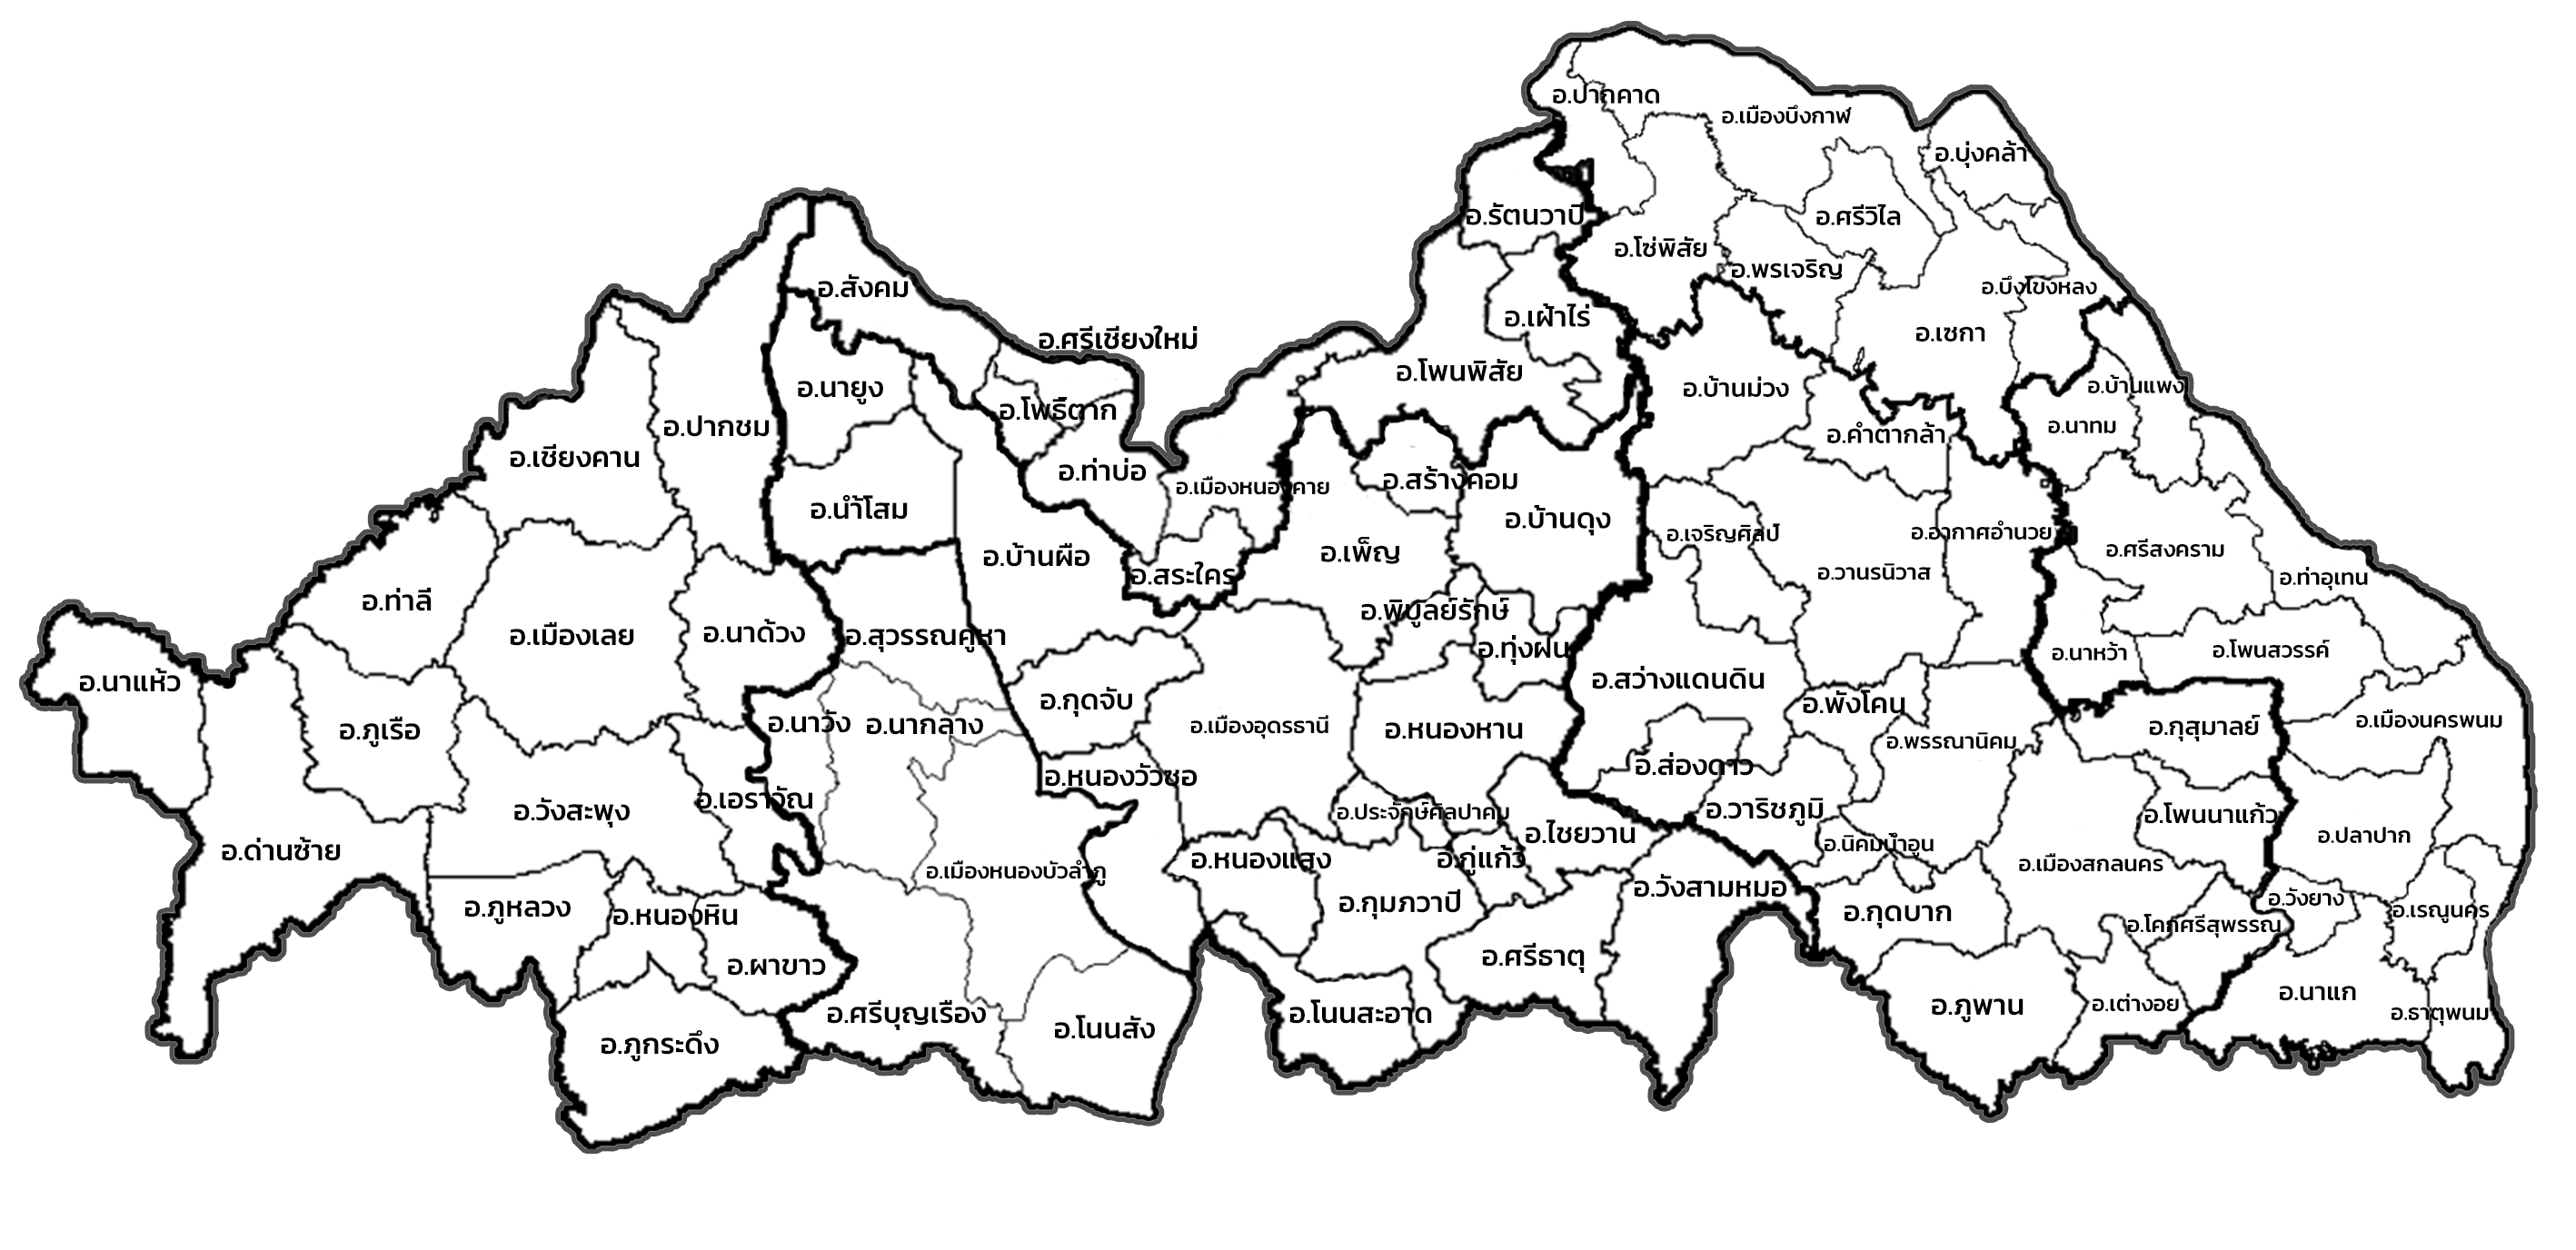 อ.ปากคาด
อ.เมืองบึงกาฬ
อ.บุ่งคล้า
อ.รัตนวาปี
อ.ศรีวิไล
อ.โซ่พิสัย
อ.พรเจริญ
อ.บึงโขงหลง
อ.สังคม
อ.เฝ้าไร่
อ.เซกา
อ.ศรีเชียงใหม่
อ.โพนพิสัย
อ.นายูง
อ.บ้านม่วง
อ.บ้านแพง
อ.โพธิ์ตาก
อ.ปากชม
อ.คำตากล้า
อ.นาทม
อ.เชียงคาน
อ.ท่าบ่อ
อ.เมืองหนองคาย
อ.สร้างคอม
อ.น้ำโสม
อ.บ้านดุง
อ.เจริญศิลป์
อ.อากาศอำนวย
อ.บ้านผือ
อ.เพ็ญ
อ.ศรีสงคราม
อ.สระใคร
อ.วานรนิวาส
อ.ท่าอุเทน
อ.ท่าลี่
อ.พิบูลย์รักษ์
อ.เมืองเลย
อ.นาด้วง
อ.สุวรรณคูหา
อ.ทุ่งฝน
อ.นาหว้า
อ.โพนสวรรค์
อ.นาแห้ว
อ.สว่างแดนดิน
อ.กุดจับ
อ.พังโคน
อ.ภูเรือ
อ.นาวัง
อ.นากลาง
อ.เมืองอุดรธานี
อ.หนองหาน
อ.พรรณานิคม
อ.กุสุมาลย์
อ.เมืองนครพนม
อ.หนองวัวซอ
อ.ส่องดาว
อ.วังสะพุง
อ.เอราวัณ
อ.ประจักษ์ศิลปาคม
อ.วาริชภูมิ
อ.โพนนาแก้ว
อ.ไชยวาน
อ.นิคมน้ำอูน
อ.ปลาปาก
อ.ด่านซ้าย
อ.หนองแสง
อ.กู่แก้ว
อ.เมืองสกลนคร
อ.เมืองหนองบัวลำภู
อ.วังสามหมอ
อ.ภูหลวง
อ.หนองหิน
อ.กุมภวาปี
อ.กุดบาก
อ.วังยาง
อ.เรณูนคร
อ.โคกศรีสุพรรณ
อ.ผาขาว
อ.ศรีธาตุ
อ.ศรีบุญเรือง
อ.โนนสะอาด
อ.ภูพาน
อ.เต่างอย
อ.นาแก
อ.ธาตุพนม
อ.ภูกระดึง
อ.โนนสัง